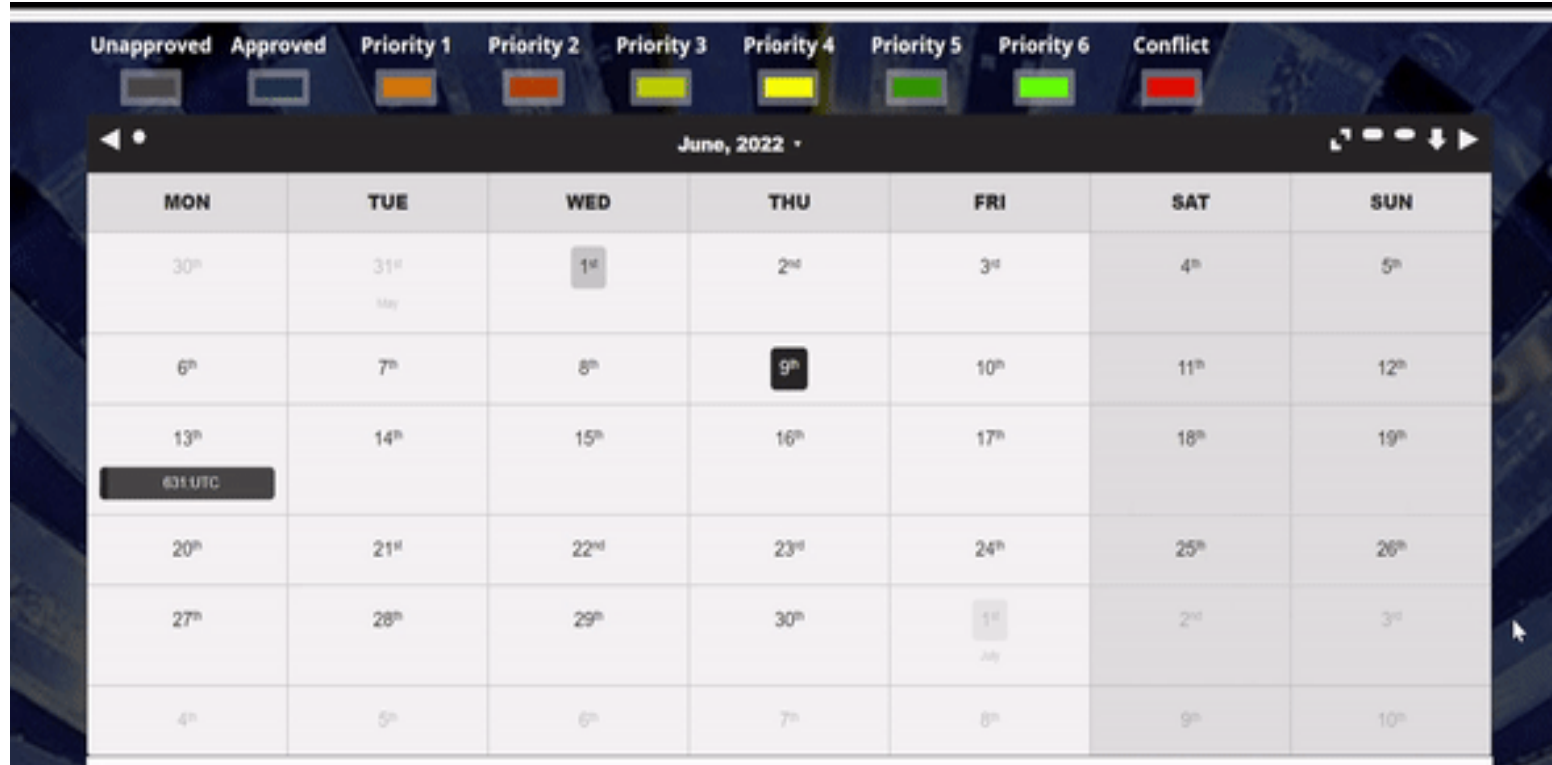 Unapproved Approved Priority 1 Priority 2 Priority 3 Priority 4 Priority 5 Priority 6 Conflict
June, 2022
MON TUE WED THU FRI SAT SUN
30th 31st 1st 2nd 3rd 4th 5th
May
6th 7th 8th 9th 10th 11th 12th
13th 14th 15th 16th 17th 18th 19th
631:UTC
20th 21st 22nd 23rd 24th 25th 26th
27th 28th 29th 30th 1st 2nd 3rd
July
4th 5th 6th 7th 8th 9th 10th